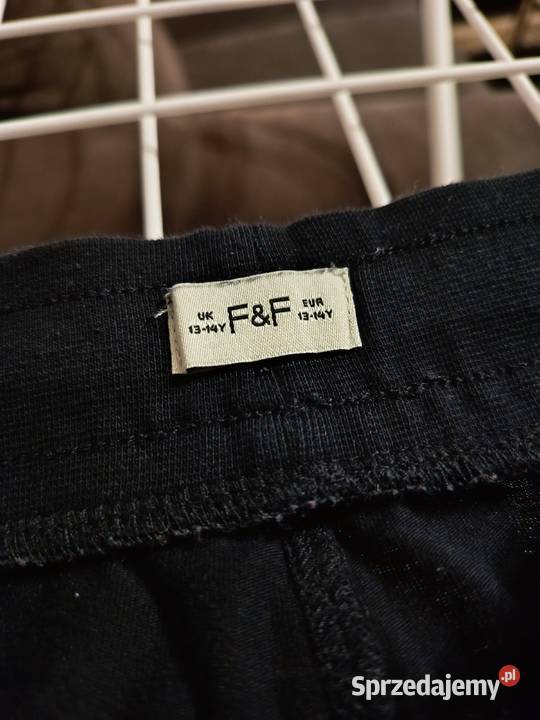 UK F&F EUR
13-14Y 13-14Y
Sprzedajemy.pl